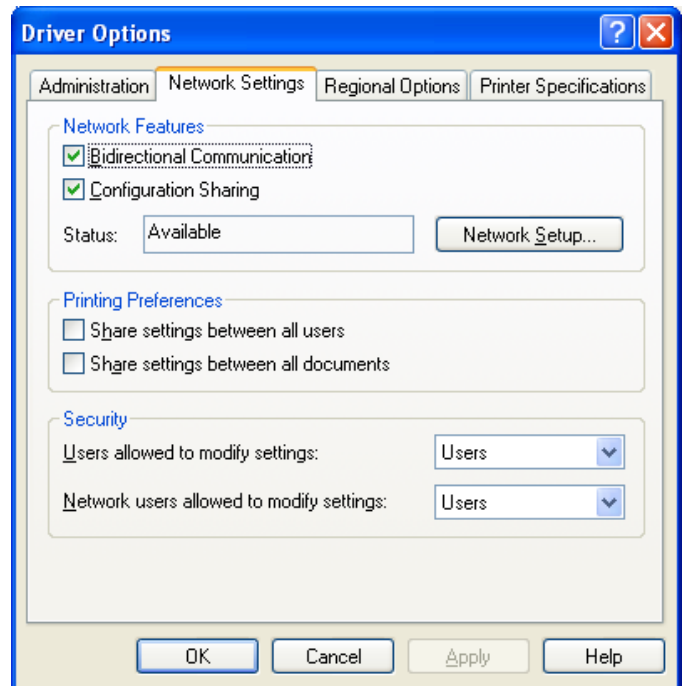 Driver Options
Administration Network Settings Regional Options Printer Specifications
Network Features
Bidirectional Communication
Configuration Sharing
Status: Available Network Setup...
Printing Preferences
Share settings between all users
Share settings between all documents
Security
Users allowed to modify settings: Users
Network users allowed to modify settings: Users
OK Cancel Apply Help